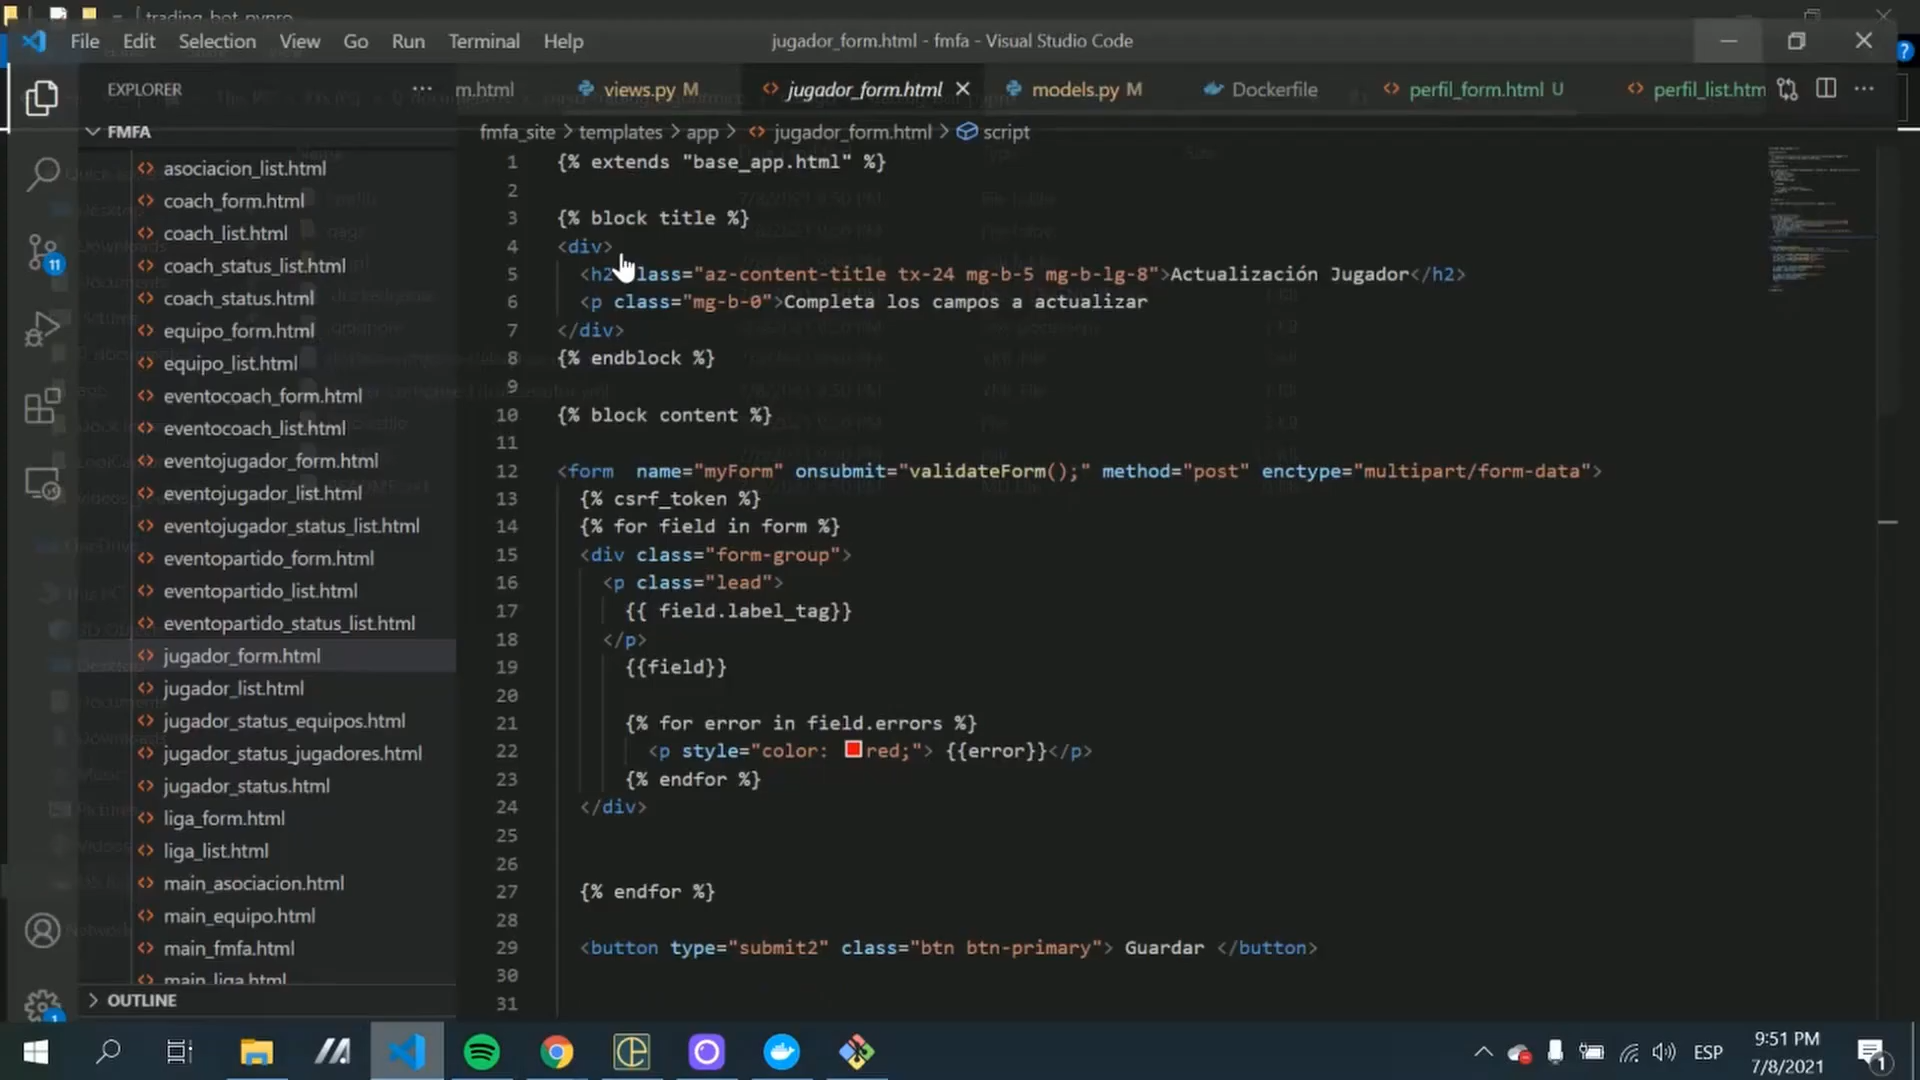 trading_bot_pypro
File Edit Selection View Go Run Terminal Help
jugador_form.html - fmfa - Visual Studio Code
EXPLORER
m.html
views.py M
jugador_form.html
models.py M
Dockerfile
perfil_form.html U
perfil_list.htm
FMFA
fmfa_site > templates > app > jugador_form.html > script
asociacion_list.html
coach_form.html
coach_list.html
coach_status_list.html
coach_status.html
equipo_form.html
equipo_list.html
eventocoach_form.html
eventocoach_list.html
eventojugador_form.html
eventojugador_list.html
eventojugador_status_list.html
eventopartido_form.html
eventopartido_list.html
eventopartido_status_list.html
jugador_form.html
jugador_list.html
jugador_status_equipos.html
jugador_status_jugadores.html
jugador_status.html
liga_form.html
liga_list.html
main_asociacion.html
main_equipo.html
main_fmfa.html
main_liga.html
OUTLINE
11
1
1 {% extends "base_app.html" %}
2
3 {% block title %}
4 <div>
5 <h2 class="az-content-title tx-24 mg-b-5 mg-b-lg-8">Actualización Jugador</h2>
6 <p class="mg-b-0">Completa los campos a actualizar
7 </div>
8 {% endblock %}
9
10 {% block content %}
11
12 <form name="myForm" onsubmit="validateForm();" method="post" enctype="multipart/form-data">
13 {% csrf_token %}
14 {% for field in form %}
15 <div class="form-group">
16 <p class="lead">
17 {{ field.label_tag}}
18 </p>
19 {{field}}
20
21 {% for error in field.errors %}
22 <p style="color: red;"> {{error}}</p>
23 {% endfor %}
24 </div>
25
26
27 {% endfor %}
28
29 <button type="submit2" class="btn btn-primary"> Guardar </button>
30
31
ESP
9:51 PM
7/8/2021
1